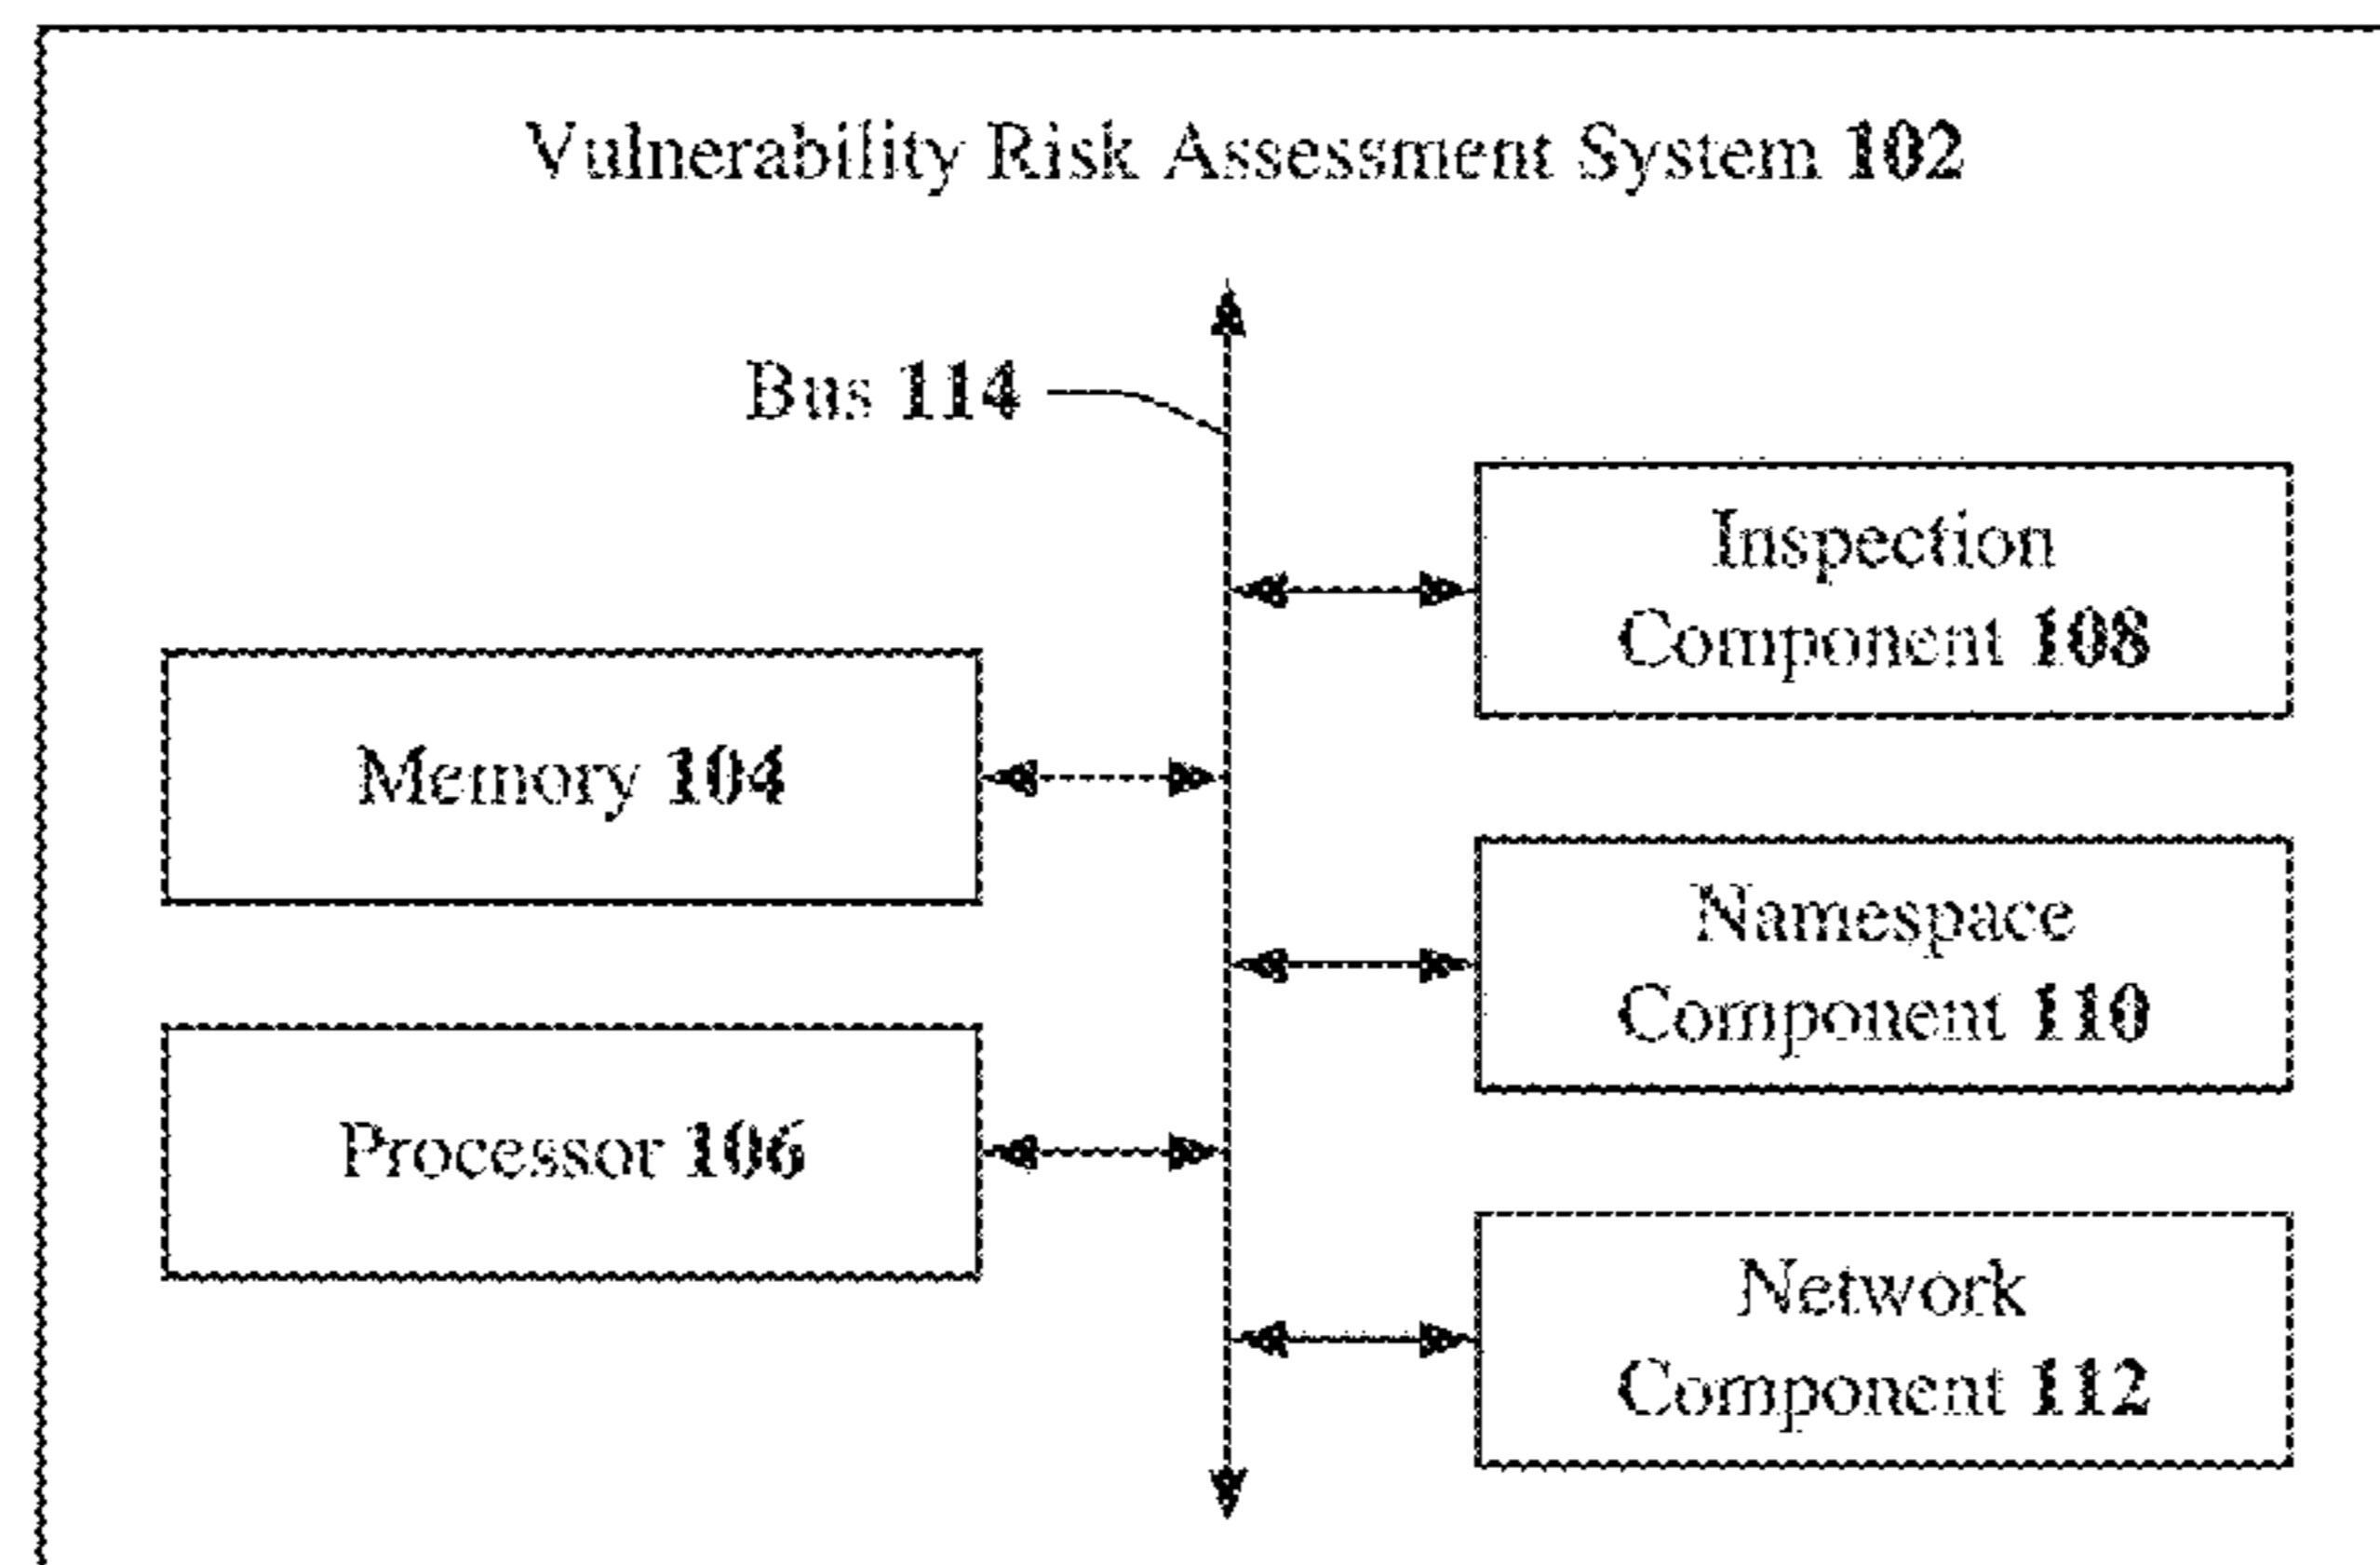 Vulnerability Risk Assessment System 102
Bus 114
Inspection
Component 108
Memory 104
Namespace
Component 110
Processor 106
Network
Component 112